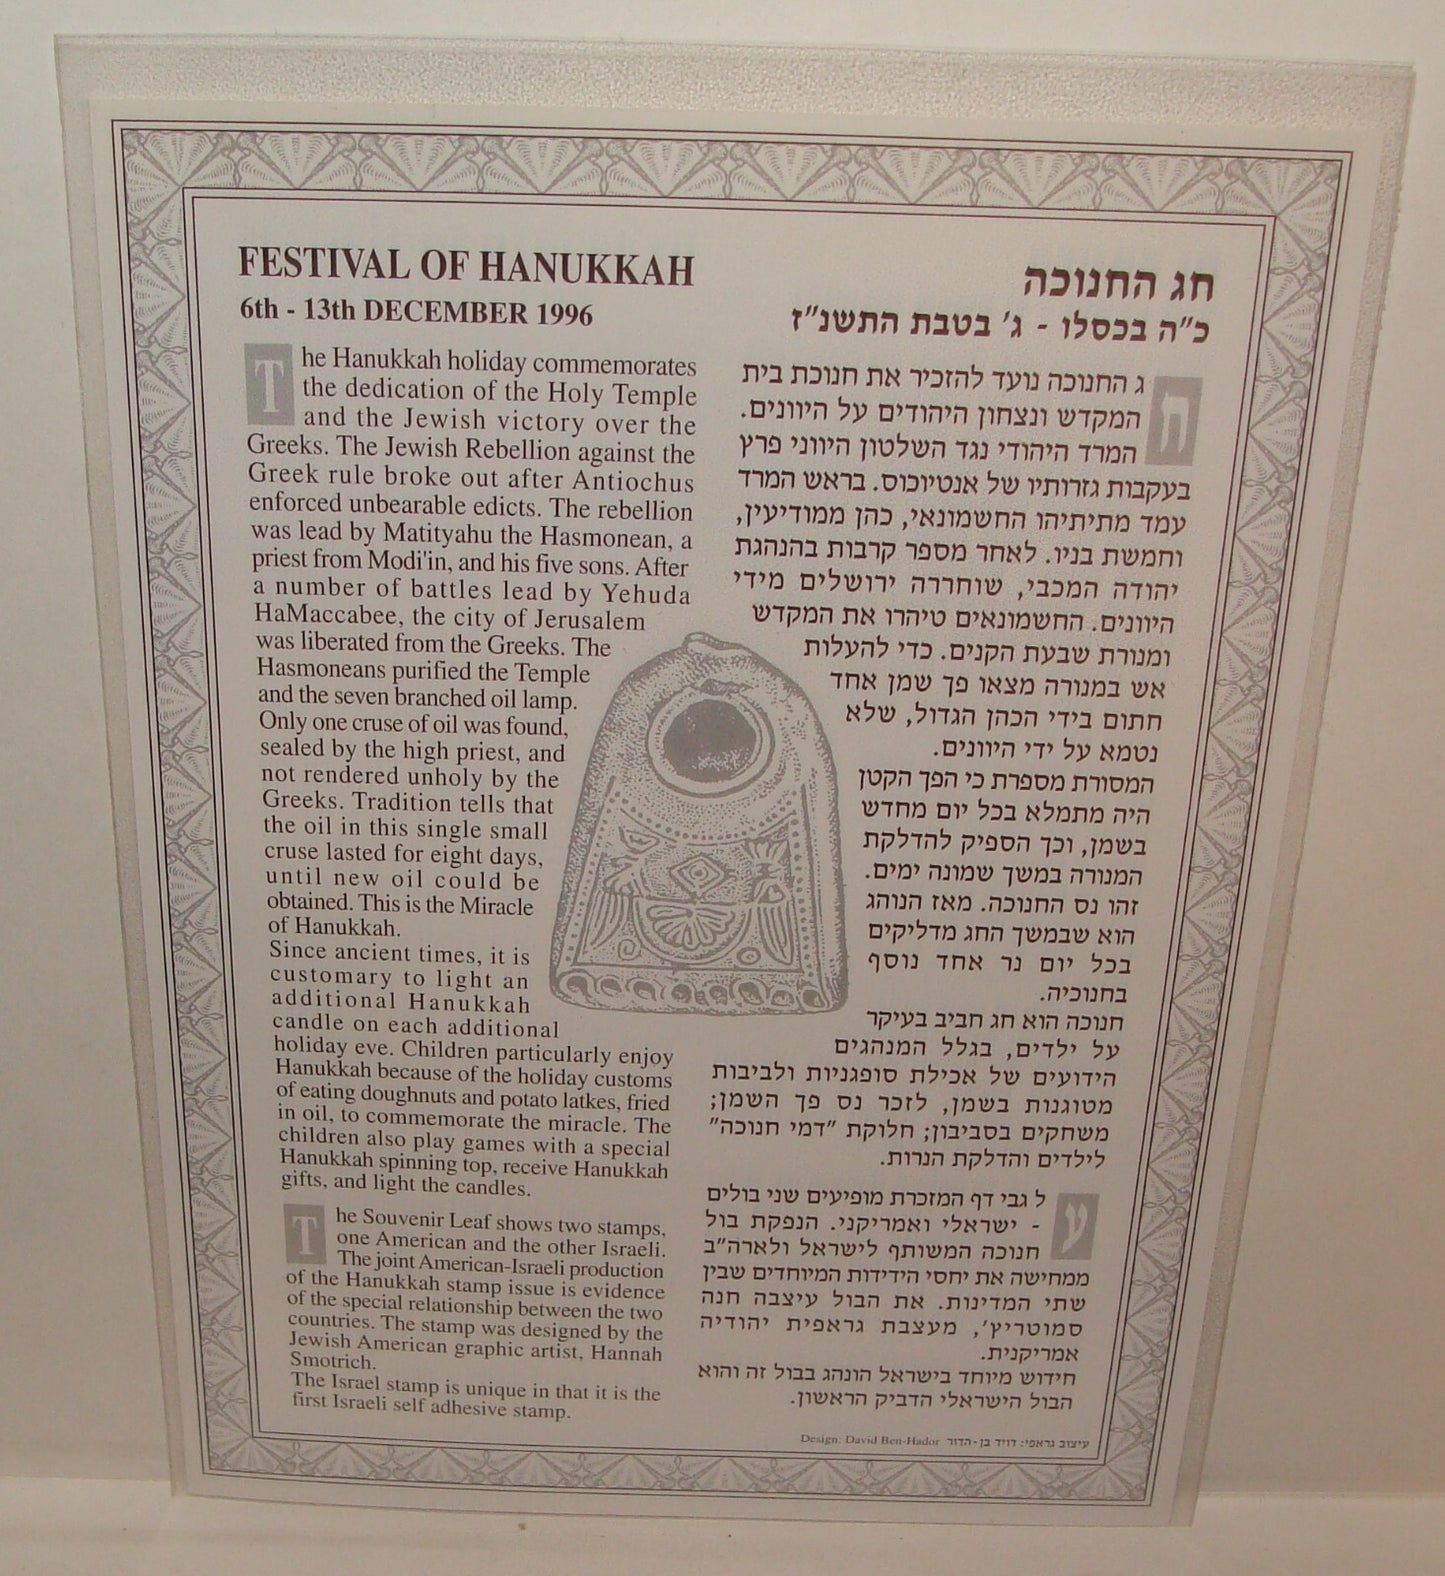 FESTIVAL OF HANUKKAH
6th - 13th DECEMBER 1996
The Hanukkah holiday commemorates
the dedication of the Holy Temple
and the Jewish victory over the
Greeks. The Jewish Rebellion against the
Greek rule broke out after Antiochus
enforced unbearable edicts. The rebellion
was lead by Matityahu the Hasmonean, a
priest from Modi'in, and his five sons. After
a number of battles lead by Yehuda
HaMaccabee, the city of Jerusalem
was liberated from the Greeks. The
Hasmoneans purified the Temple
and the seven branched oil lamp.
Only one cruse of oil was found,
sealed by the high priest, and
not rendered unholy by the
Greeks. Tradition tells that
the oil in this single small
cruse lasted for eight days,
until new oil could be
obtained. This is the Miracle
of Hanukkah.
Since ancient times, it is
customary to light an
additional Hanukkah
candle on each additional
holiday eve. Children particularly enjoy
Hanukkah because of the holiday customs
of eating doughnuts and potato latkes, fried
in oil, to commemorate the miracle. The
children also play games with a special
Hanukkah spinning top, receive Hanukkah
gifts, and light the candles.
The Souvenir Leaf shows two stamps,
one American and the other Israeli.
The joint American-Israeli production
of the Hanukkah stamp issue is evidence
of the special relationship between the two
countries. The stamp was designed by the
Jewish American graphic artist, Hannah
Smotrich.
The Israel stamp is unique in that it is the
first Israeli self adhesive stamp.
חג החנוכה
כ"ה בכסלו - ג' בטבת התשנ"ז
חג החנוכה נועד להזכיר את חנוכת בית
המקדש ונצחון היהודים על היוונים.
המרד היהודי נגד השלטון היווני פרץ
בעקבות גזרותיו של אנטיוכוס. בראש המרד
עמד מתיתיהו החשמונאי, כהן ממודיעין,
וחמשת בניו. לאחר מספר קרבות בהנהגת
יהודה המכבי, שוחררה ירושלים מידי
היוונים. החשמונאים טיהרו את המקדש
ומנורת שבעת הקנים. כדי להעלות
אש במנורה מצאו פך שמן אחד
חתום בידי הכהן הגדול, שלא
נטמא על ידי היוונים.
המסורת מספרת כי הפך הקטן
היה מתמלא בכל יום מחדש
בשמן, וכך הספיק להדלקת
המנורה במשך שמונה ימים.
זהו נס החנוכה. מאז הנוהג
הוא שבמשך החג מדליקים
בכל יום נר אחד נוסף
בחנוכיה.
חנוכה הוא חג חביב בעיקר
על ילדים, בגלל המנהגים
הידועים של אכילת סופגניות ולביבות
מטוגנות בשמן, לזכר נס פך השמן;
משחקים בסביבון; חלוקת "דמי חנוכה"
לילדים והדלקת הנרות.
על גבי דף המזכרת מופיעים שני בולים
- ישראלי ואמריקני. הנפקת בול
חנוכה המשותף לישראל ולארה"ב
ממחישה את יחסי הידידות המיוחדים שבין
שתי המדינות. את הבול עיצבה חנה
סמוטריץ', מעצבת גראפית יהודיה
אמריקנית.
חידוש מיוחד בישראל הונהג בבול זה והוא
הבול הישראלי הדביק הראשון.
עיצוב גראפי: דויד בן-הדור Design: David Ben-Hador